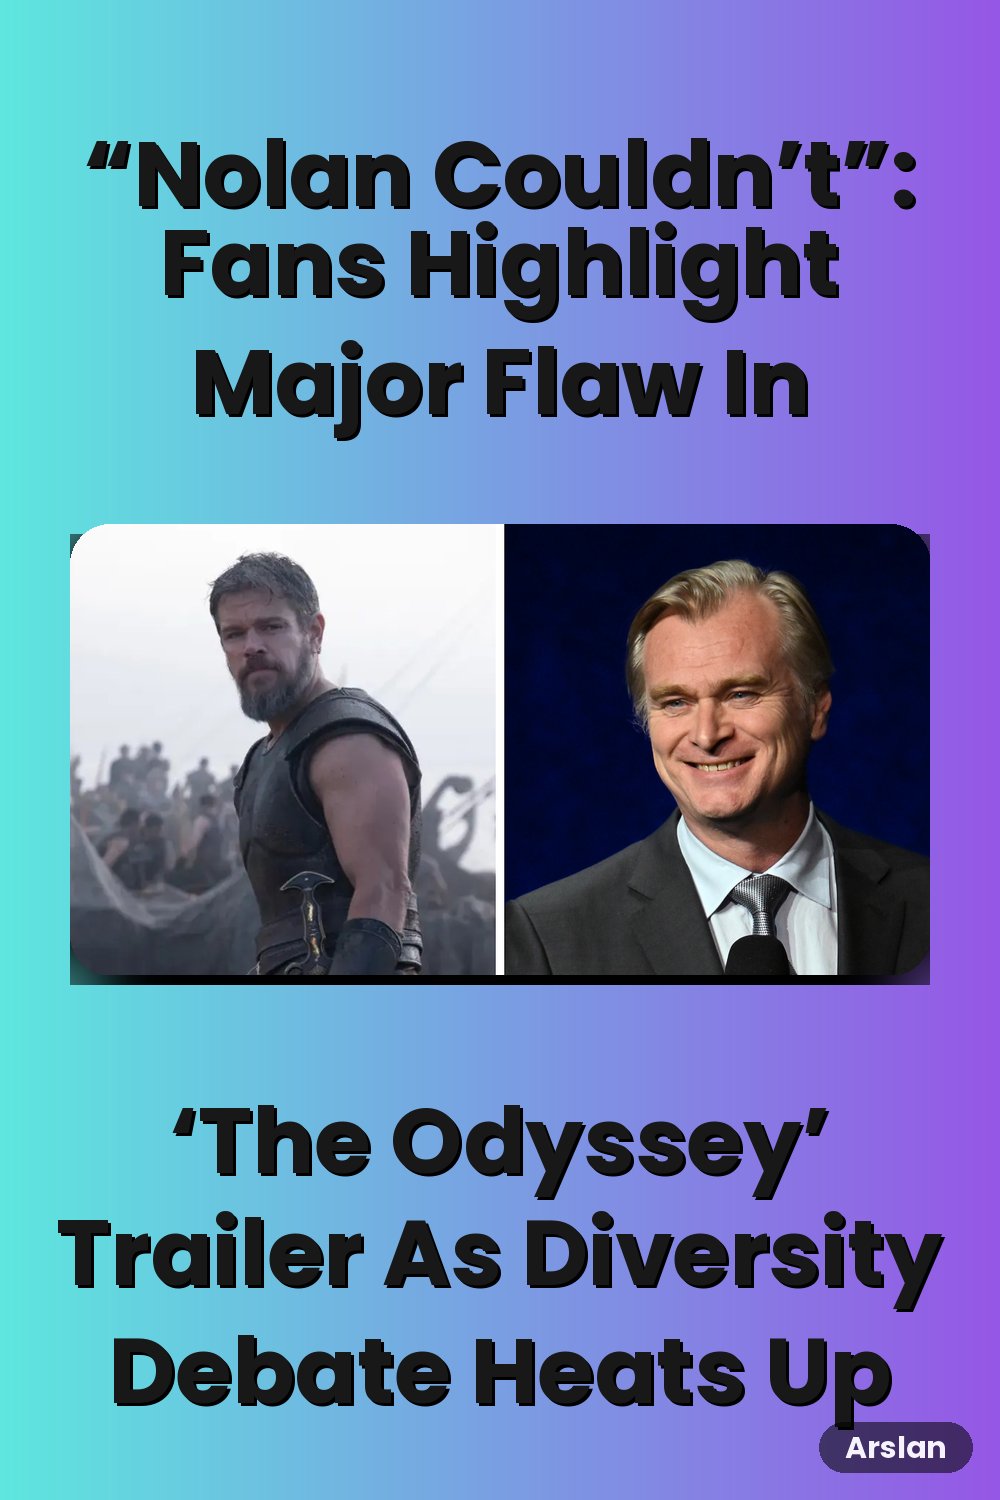 “Nolan Couldn’t”:
Fans Highlight
Major Flaw In
‘The Odyssey’
Trailer As Diversity
Debate Heats Up
Arslan